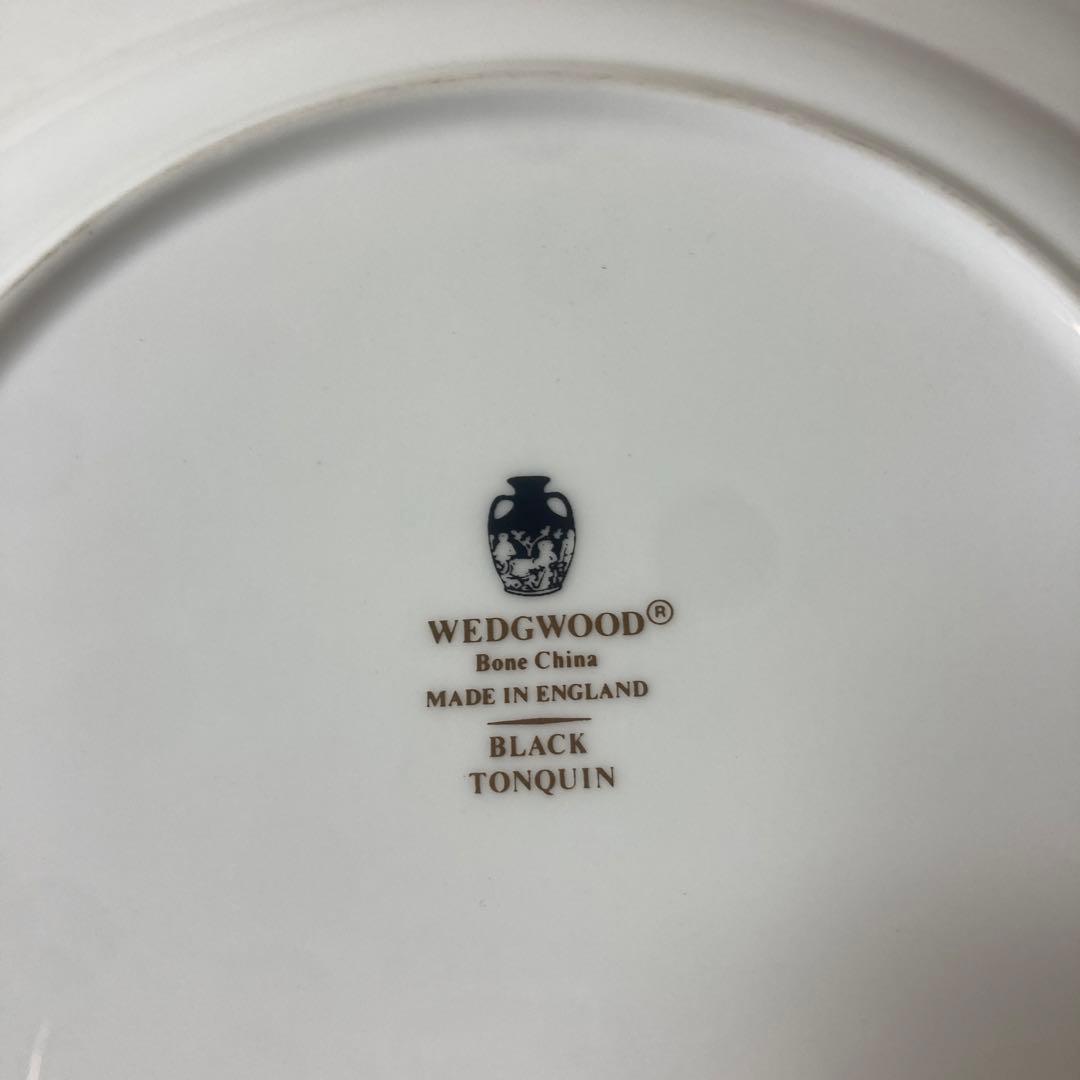 WEDGWOOD®
Bone China
MADE IN ENGLAND
BLACK
TONQUIN